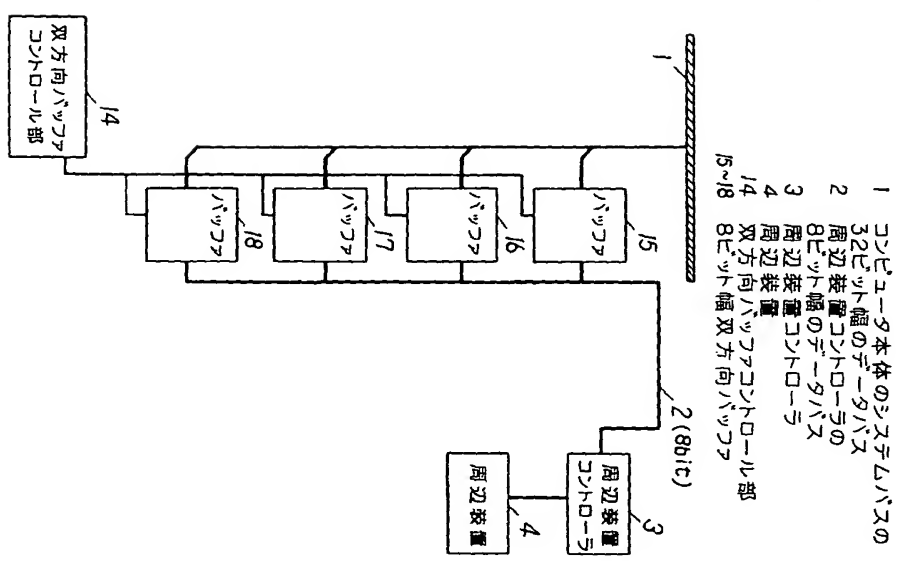 1 コンピュータ本体のシステムバスの
32ビット幅のデータバス
2 周辺装置コントローラの
8ビット幅のデータバス
3 周辺装置コントローラ
4 周辺装置
14 双方向バッファコントロール部
15~18 8ビット幅双方向バッファ
1
15
バッファ
16
バッファ
17
バッファ
18
バッファ
14
双方向バッファ
コントロール部
2 (8bit)
3
周辺装置
コントローラ
4
周辺装置